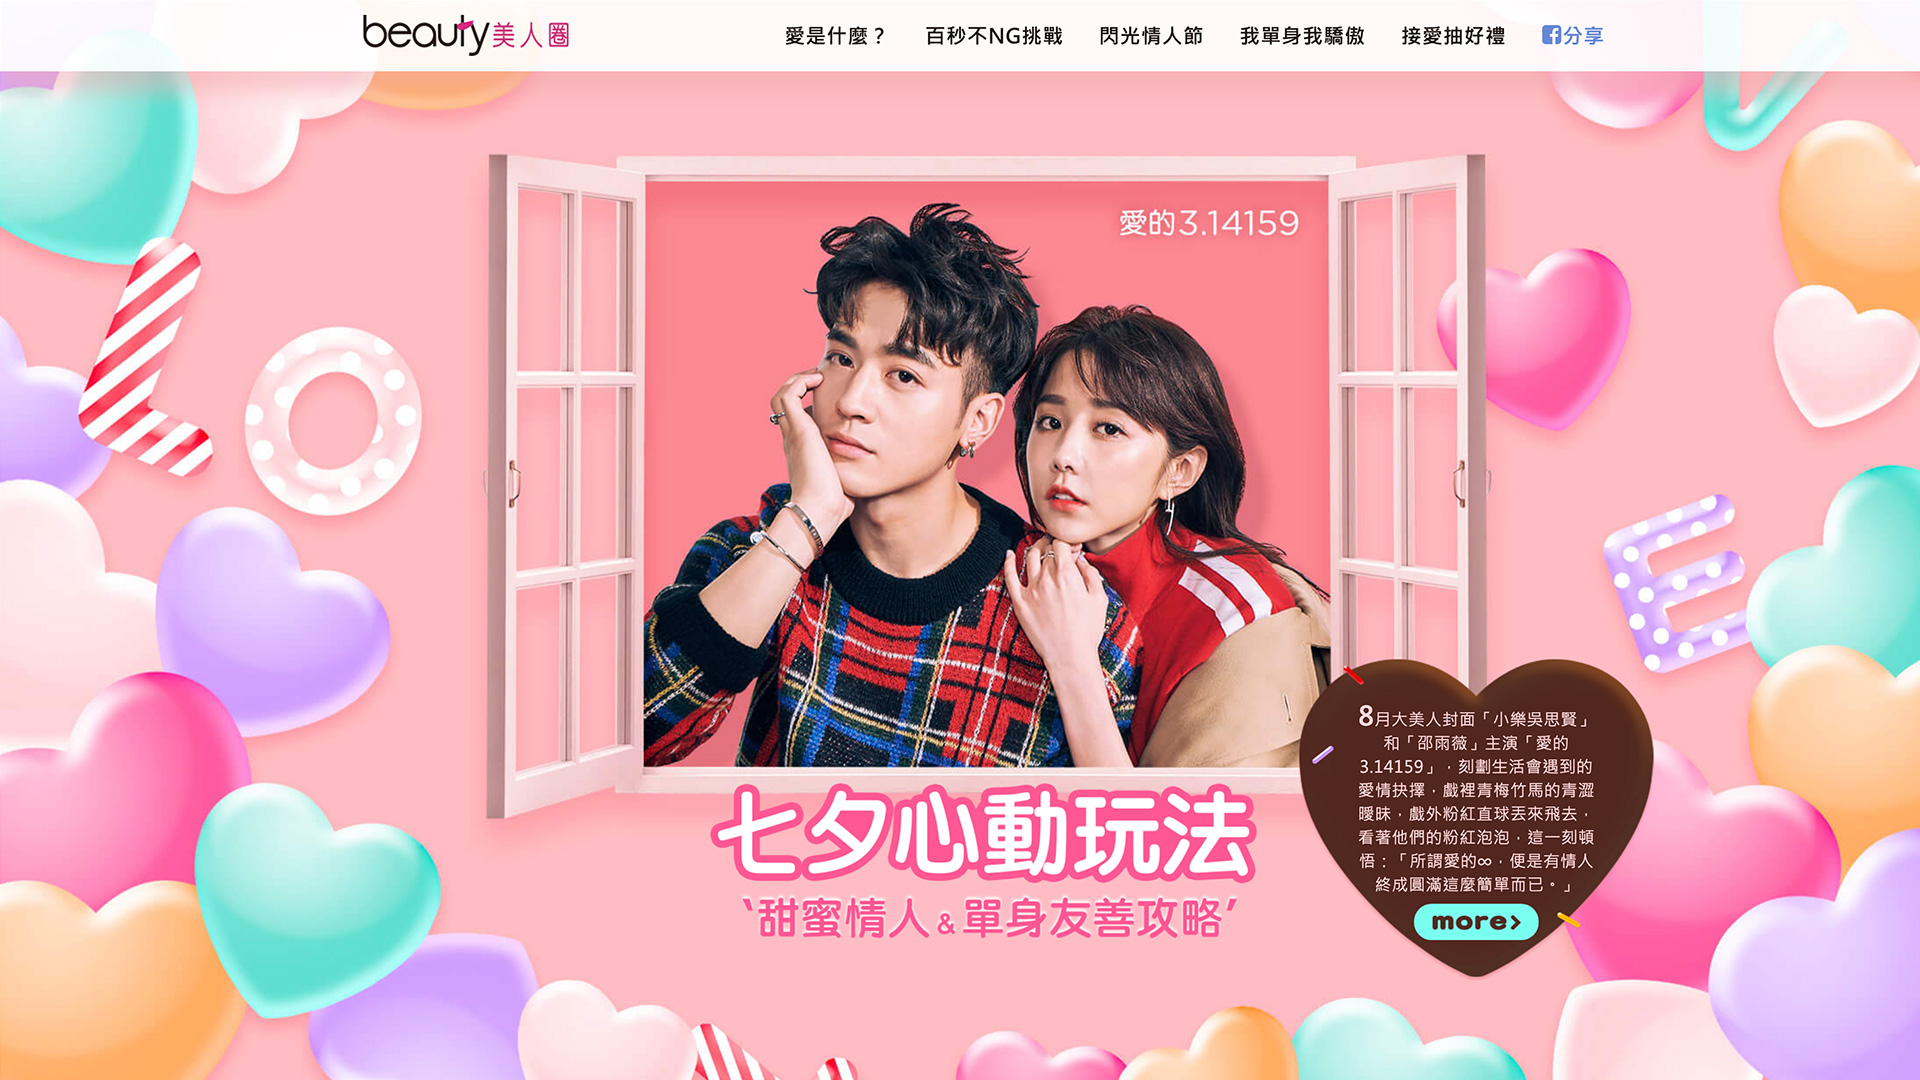 beauty美人圈
愛是什麼？ 百秒不NG挑戰 閃光情人節 我單身我驕傲 接愛抽好禮 分享
愛的3.14159
L
O
V
E
七夕心動玩法
‵甜蜜情人&單身友善攻略′
8月大美人封面「小樂吳思賢」
和「邵雨薇」主演「愛的
3.14159」，刻劃生活會遇到的
愛情抉擇，戲裡青梅竹馬的青澀
曖昧，戲外粉紅直球丟來飛去，
看著他們的粉紅泡泡，這一刻頓
悟：「所謂愛的∞，便是有情人
終成圓滿這麼簡單而已。」
more>